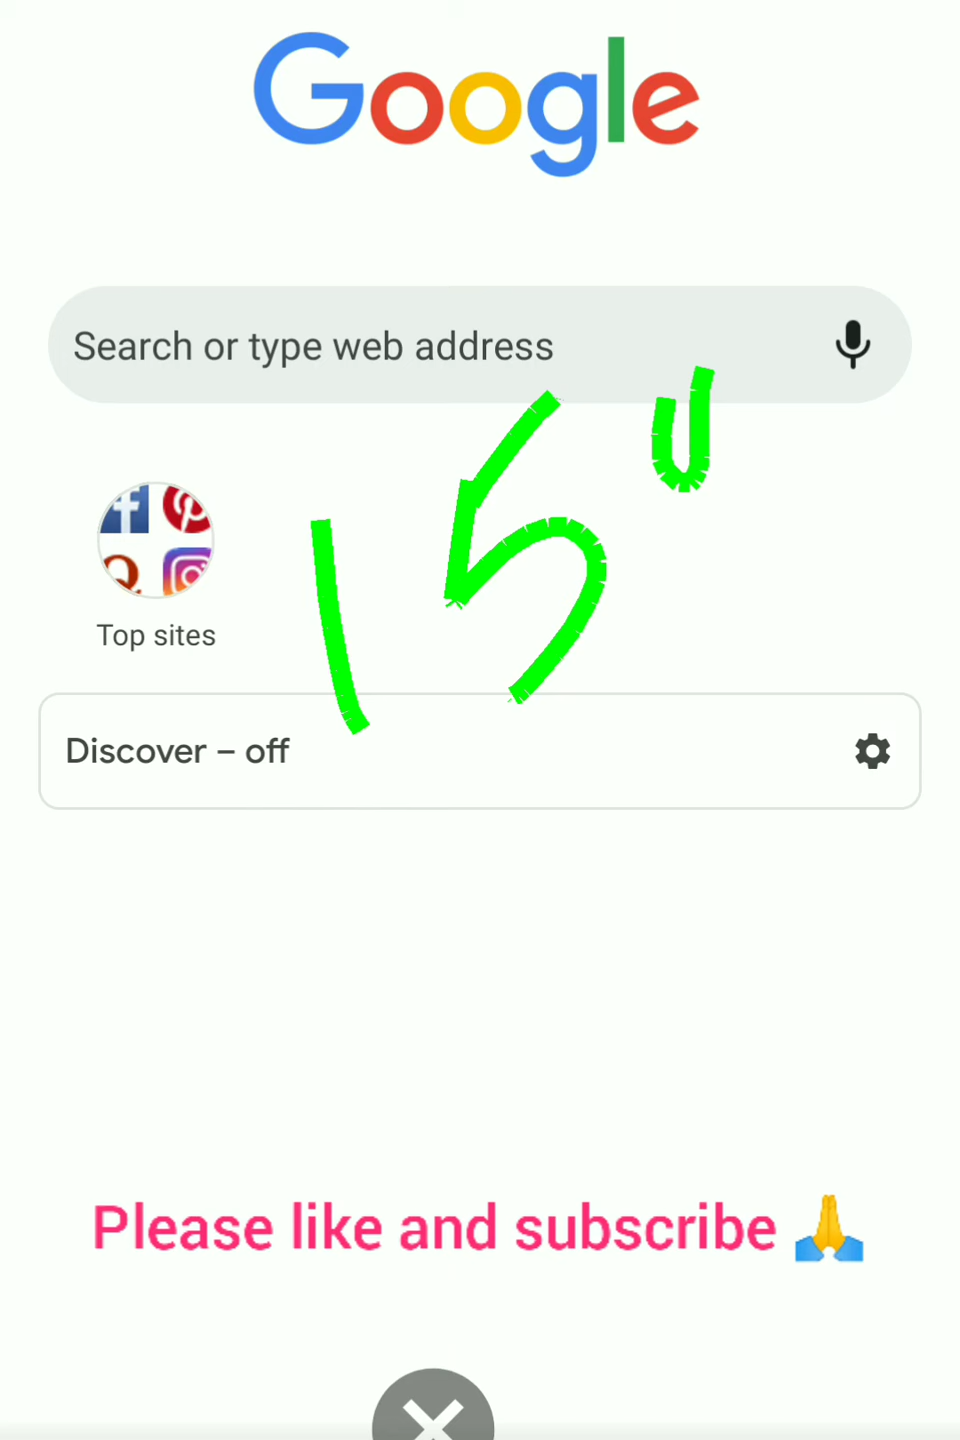 Google
Search or type web address
15°
Top sites
Discover – off
Please like and subscribe 🙏